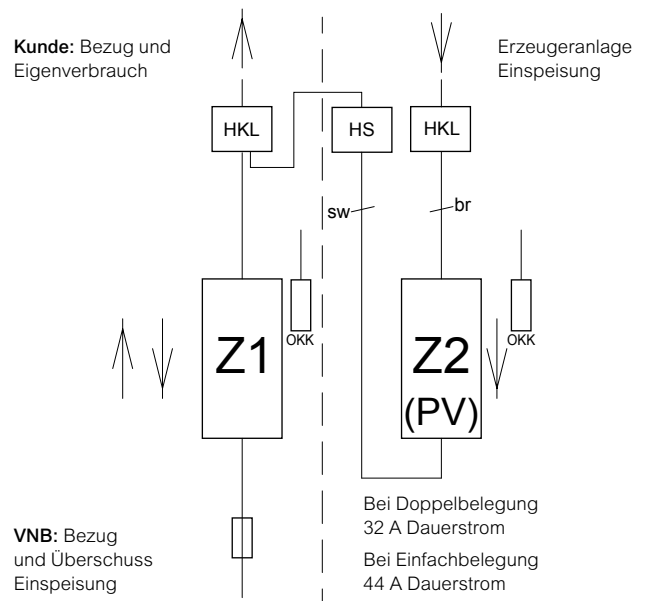 Kunde: Bezug und
Eigenverbrauch
Erzeugeranlage
Einspeisung
HKL
HS
HKL
sw
br
Z1
OKK
Z2
(PV)
OKK
VNB: Bezug
und Überschuss
Einspeisung
Bei Doppelbelegung
32 A Dauerstrom
Bei Einfachbelegung
44 A Dauerstrom